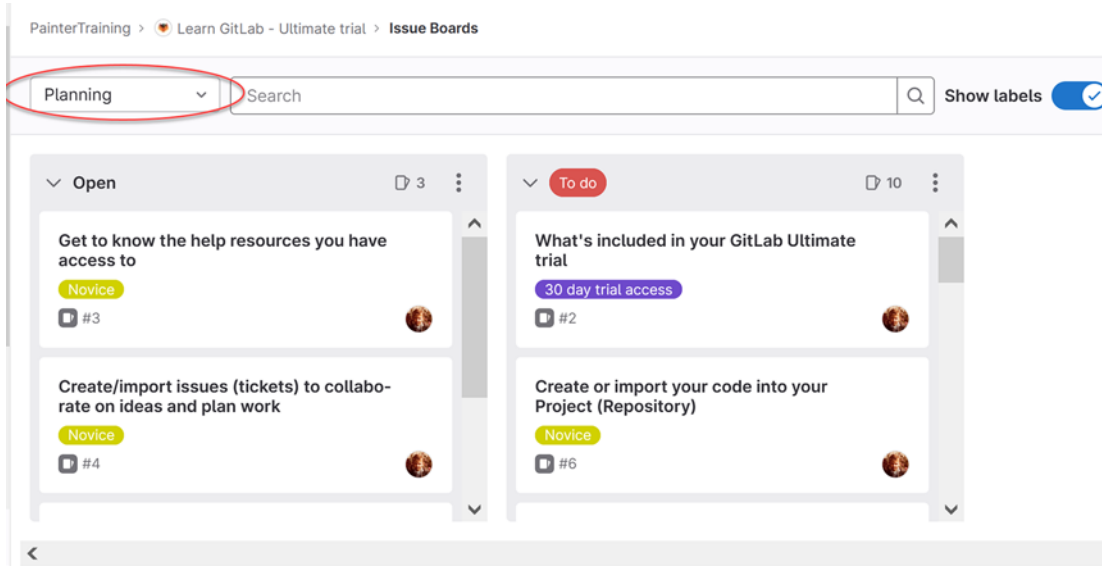 PainterTraining > Learn GitLab - Ultimate trial > Issue Boards
Planning
Search
Show labels
Open
3
To do
10
Get to know the help resources you have
access to
Novice
#3
Create/import issues (tickets) to collabo-
rate on ideas and plan work
Novice
#4
What's included in your GitLab Ultimate
trial
30 day trial access
#2
Create or import your code into your
Project (Repository)
Novice
#6